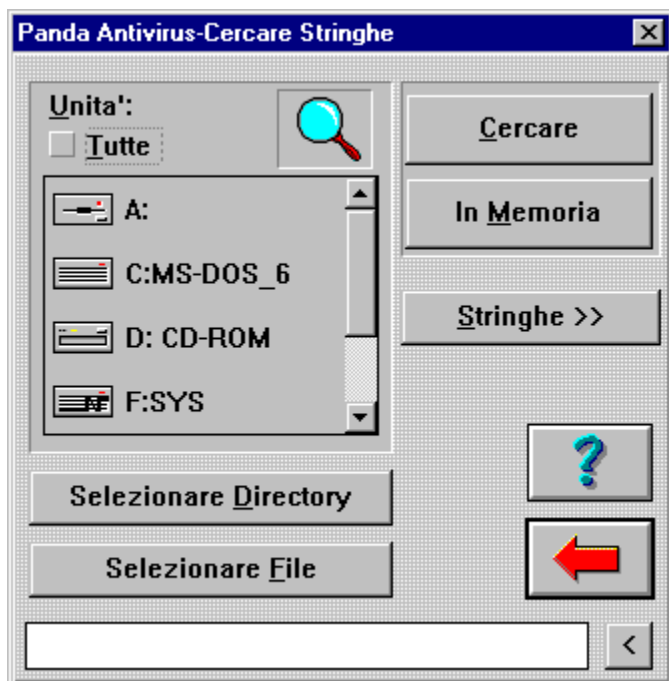 Panda Antivirus-Cercare Stringhe
Unita':
Tutte
A:
C:MS-DOS_6
D: CD-ROM
F:SYS
Cercare
In Memoria
Stringhe >>
Selezionare Directory
Selezionare File
?
<